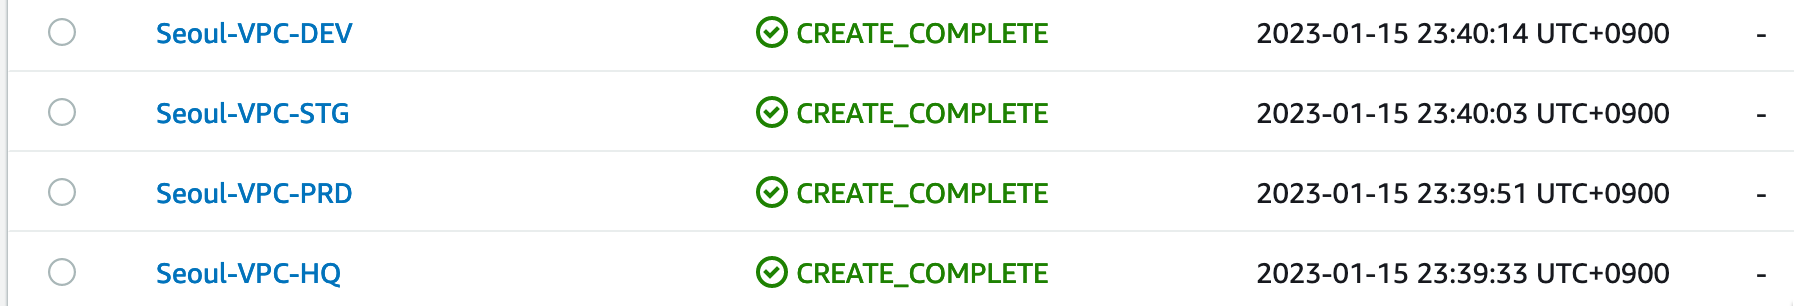 Seoul-VPC-DEV CREATE_COMPLETE 2023-01-15 23:40:14 UTC+0900 -
Seoul-VPC-STG CREATE_COMPLETE 2023-01-15 23:40:03 UTC+0900 -
Seoul-VPC-PRD CREATE_COMPLETE 2023-01-15 23:39:51 UTC+0900 -
Seoul-VPC-HQ CREATE_COMPLETE 2023-01-15 23:39:33 UTC+0900 -